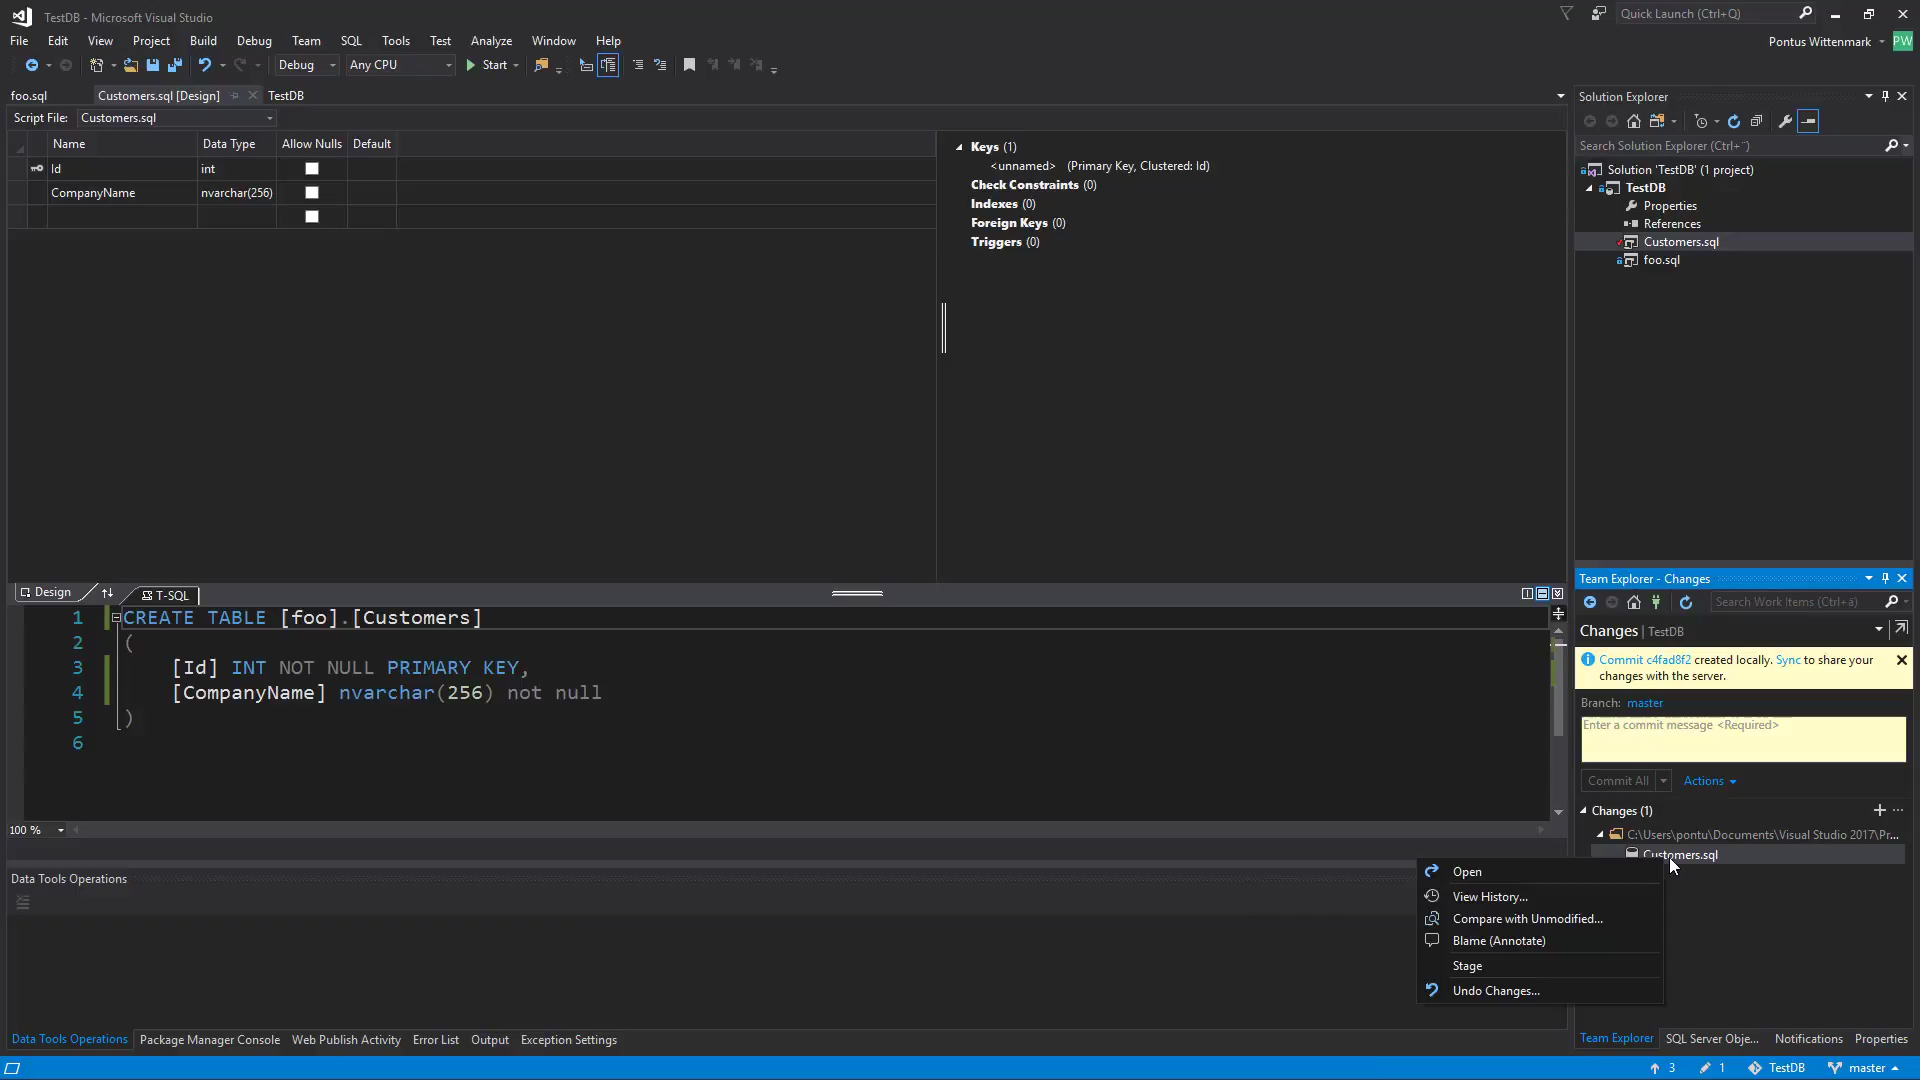 TestDB - Microsoft Visual Studio
Quick Launch (Ctrl+Q)
File Edit View Project Build Debug Team SQL Tools Test Analyze Window Help
Pontus Wittenmark PW
Debug Any CPU Start
foo.sql Customers.sql [Design] TestDB
Script File: Customers.sql
Name Data Type Allow Nulls Default
Id int
CompanyName nvarchar(256)
Keys (1)
<unnamed> (Primary Key, Clustered: Id)
Check Constraints (0)
Indexes (0)
Foreign Keys (0)
Triggers (0)
Design T-SQL
1 CREATE TABLE [foo].[Customers]
2 (
3 [Id] INT NOT NULL PRIMARY KEY,
4 [CompanyName] nvarchar(256) not null
5 )
6
100 %
Data Tools Operations
Data Tools Operations Package Manager Console Web Publish Activity Error List Output Exception Settings
Solution Explorer
Search Solution Explorer (Ctrl+¨)
Solution 'TestDB' (1 project)
TestDB
Properties
References
Customers.sql
foo.sql
Team Explorer - Changes
Search Work Items (Ctrl+ä)
Changes | TestDB
Commit c4fad8f2 created locally. Sync to share your
changes with the server.
Branch: master
Enter a commit message <Required>
Commit All Actions
Changes (1)
C:\Users\pontu\Documents\Visual Studio 2017\Pr...
Customers.sql
Open
View History...
Compare with Unmodified...
Blame (Annotate)
Stage
Undo Changes...
Team Explorer SQL Server Obje... Notifications Properties
3 1 TestDB master